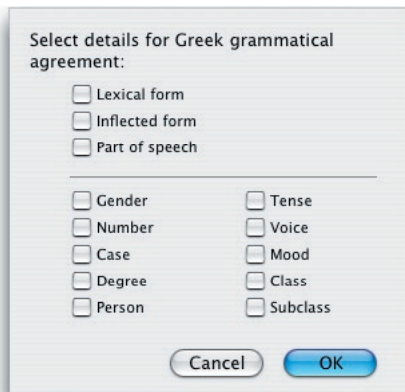 Select details for Greek grammatical
agreement:
Lexical form
Inflected form
Part of speech
Gender
Number
Case
Degree
Person
Tense
Voice
Mood
Class
Subclass
Cancel
OK